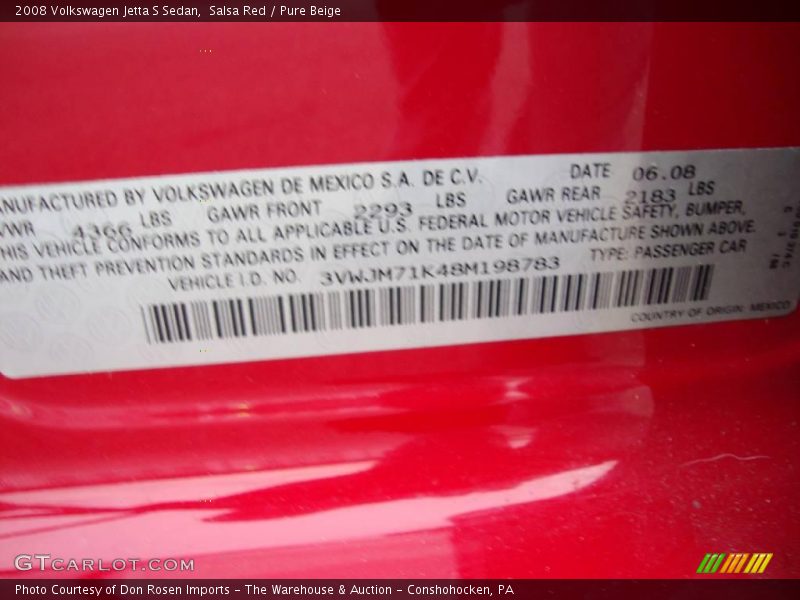 2008 Volkswagen Jetta S Sedan,  Salsa Red / Pure Beige
ANUFACTURED BY VOLKSWAGEN DE MEXICO S.A. DE C.V. DATE 06.08
VWR 4366 LBS GAWR FRONT 2293 LBS GAWR REAR 2183 LBS
HIS VEHICLE CONFORMS TO ALL APPLICABLE U.S. FEDERAL MOTOR VEHICLE SAFETY, BUMPER,
AND THEFT PREVENTION STANDARDS IN EFFECT ON THE DATE OF MANUFACTURE SHOWN ABOVE.
VEHICLE I.D. NO. 3VWJM71K48M198783 TYPE: PASSENGER CAR
COUNTRY OF ORIGIN: MEXICO
GTCARLOT.COM
Photo Courtesy of Don Rosen Imports - The Warehouse & Auction - Conshohocken, PA